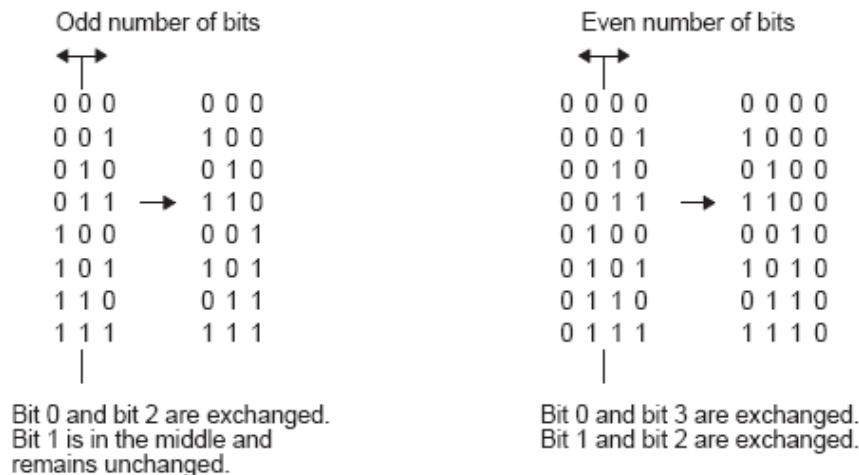 Odd number of bits
0 0 0 0 0 0
0 0 1 1 0 0
0 1 0 0 1 0
0 1 1 1 1 0
1 0 0 0 0 1
1 0 1 1 0 1
1 1 0 0 1 1
1 1 1 1 1 1
Bit 0 and bit 2 are exchanged.
Bit 1 is in the middle and
remains unchanged.
Even number of bits
0 0 0 0 0 0 0 0
0 0 0 1 1 0 0 0
0 0 1 0 0 1 0 0
0 0 1 1 1 1 0 0
0 1 0 0 0 0 1 0
0 1 0 1 1 0 1 0
0 1 1 0 0 1 1 0
0 1 1 1 1 1 1 0
Bit 0 and bit 3 are exchanged.
Bit 1 and bit 2 are exchanged.